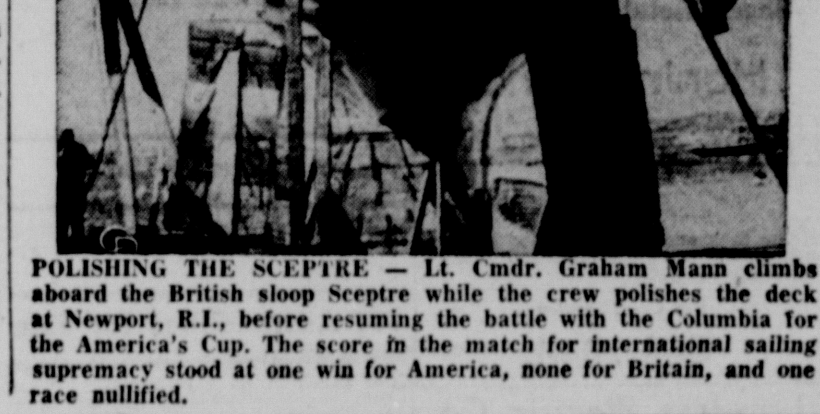 POLISHING THE SCEPTRE — Lt. Cmdr. Graham Mann climbs
aboard the British sloop Sceptre while the crew polishes the deck
at Newport, R.I., before resuming the battle with the Columbia for
the America's Cup. The score in the match for international sailing
supremacy stood at one win for America, none for Britain, and one
race nullified.